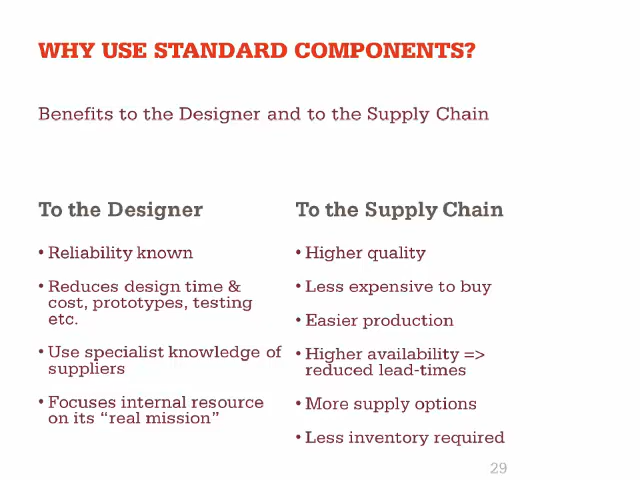 WHY USE STANDARD COMPONENTS?
Benefits to the Designer and to the Supply Chain
To the Designer
• Reliability known
• Reduces design time &
cost, prototypes, testing
etc.
• Use specialist knowledge of
suppliers
• Focuses internal resource
on its “real mission”
To the Supply Chain
• Higher quality
• Less expensive to buy
• Easier production
• Higher availability =>
reduced lead-times
• More supply options
• Less inventory required
29